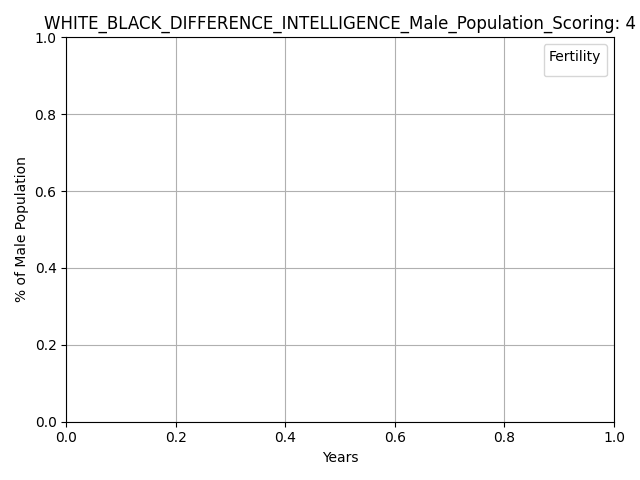 WHITE_BLACK_DIFFERENCE_INTELLIGENCE_Male_Population_Scoring: 4
Fertility
1.0
0.8
0.6
0.4
0.2
0.0
% of Male Population
0.0 0.2 0.4 0.6 0.8 1.0
Years